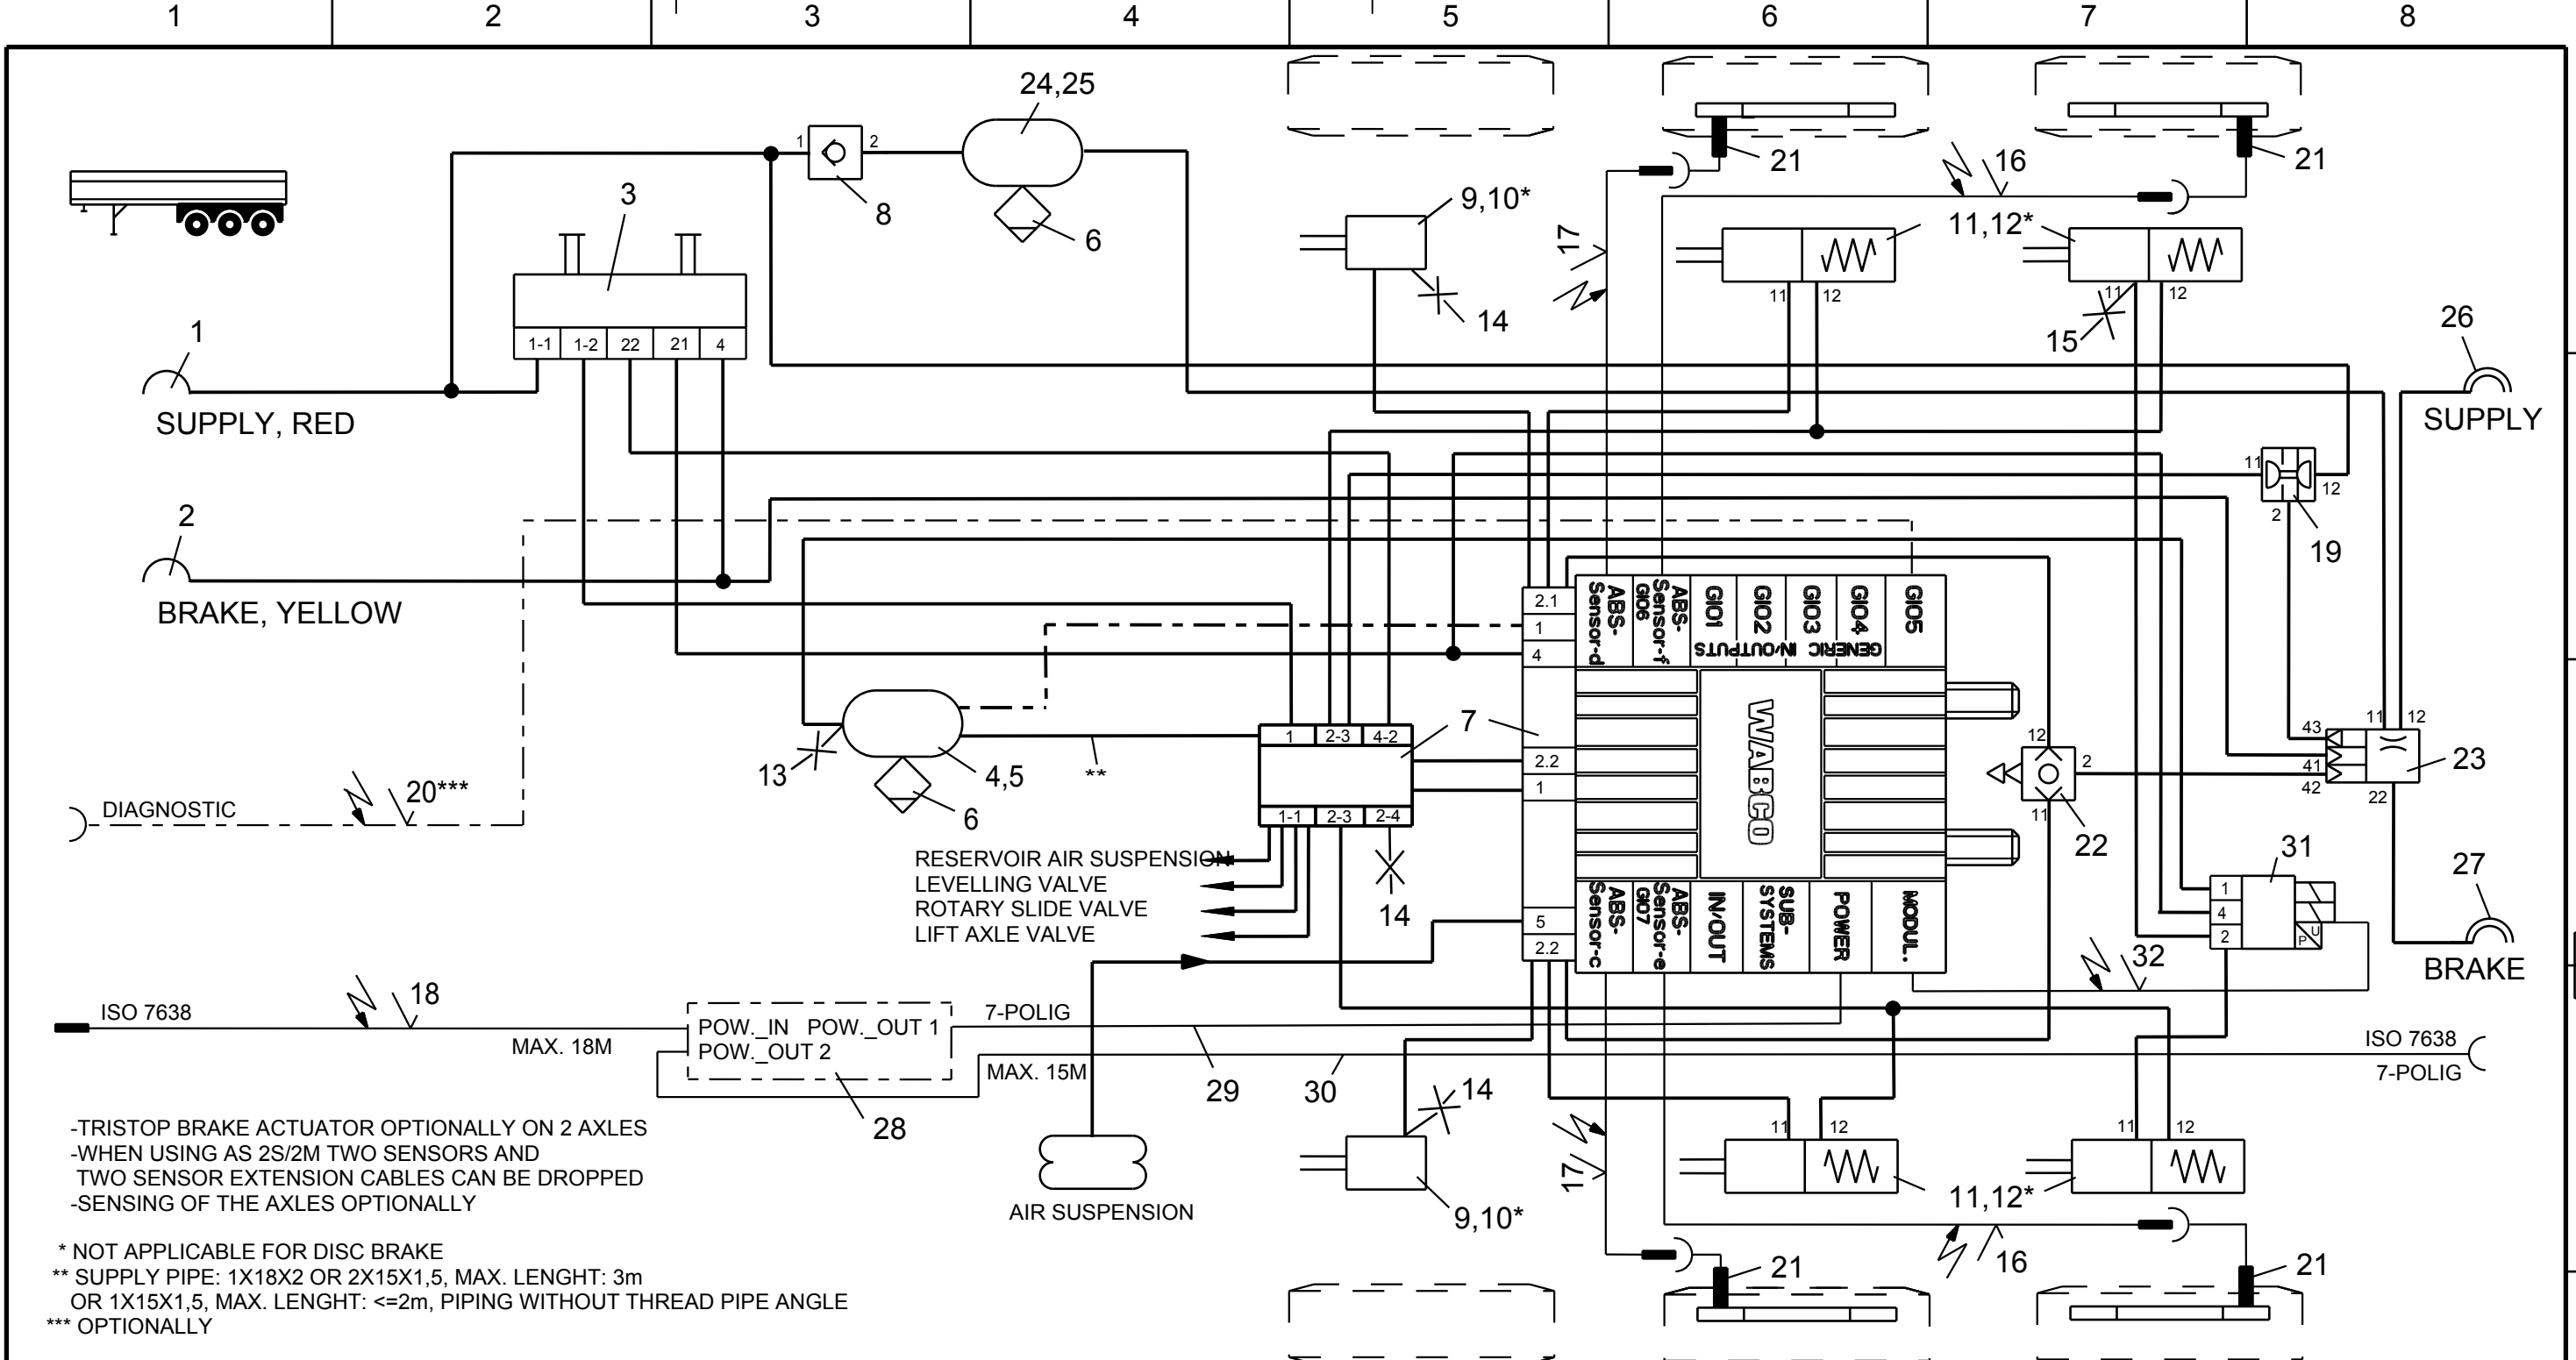 1 2 3 4 5 6 7 8
24,25
1 2
8
6
3
1-1 1-2 22 21 4
1
SUPPLY, RED
2
BRAKE, YELLOW
9,10*
14
17
21
16
21
11,12*
11 12
11 12
15
26
SUPPLY
11
12
2
19
2.1
1
4
2.2
1
5
2.2
ABS-
Sensor-d
ABS-
Sensor-f
GIO6
GIO1
GIO2
GIO3
GIO4
GIO5
GENERIC IN/OUTPUTS
WABCO
ABS-
Sensor-c
ABS-
Sensor-e
GIO7
IN/OUT
SUB-
SYSTEMS
POWER
MODUL.
7
1 2-3 4-2
1-1 2-3 2-4
14
13
4,5
6
**
DIAGNOSTIC
20***
RESERVOIR AIR SUSPENSION
LEVELLING VALVE
ROTARY SLIDE VALVE
LIFT AXLE VALVE
12
2
11
22
43
41
42
11 12
22
23
31
1
4
2
U
P
32
27
BRAKE
ISO 7638
18
MAX. 18M
POW._IN POW._OUT 1
POW._OUT 2
28
7-POLIG
MAX. 15M
29
30
ISO 7638
7-POLIG
AIR SUSPENSION
14
9,10*
17
11 12
11 12
11,12*
16
21
21
-TRISTOP BRAKE ACTUATOR OPTIONALLY ON 2 AXLES
-WHEN USING AS 2S/2M TWO SENSORS AND
TWO SENSOR EXTENSION CABLES CAN BE DROPPED
-SENSING OF THE AXLES OPTIONALLY
* NOT APPLICABLE FOR DISC BRAKE
** SUPPLY PIPE: 1X18X2 OR 2X15X1,5, MAX. LENGHT: 3m
OR 1X15X1,5, MAX. LENGHT: <=2m, PIPING WITHOUT THREAD PIPE ANGLE
*** OPTIONALLY